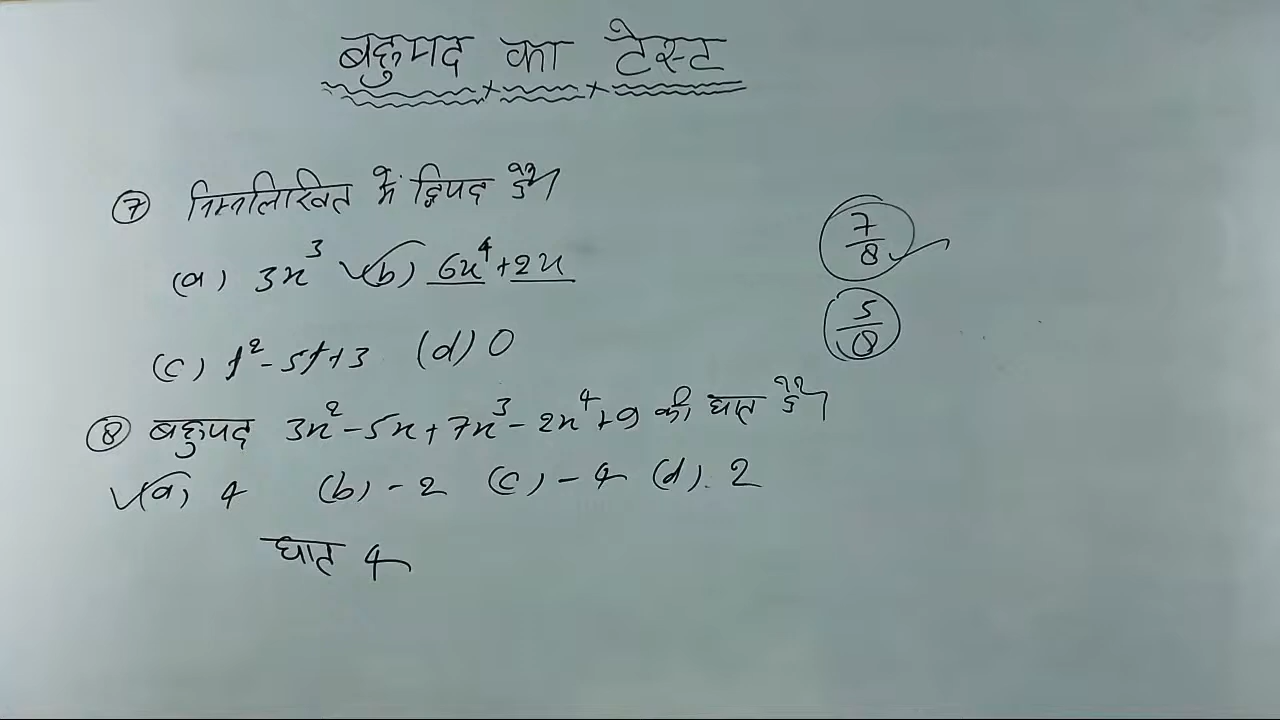 बहुपद का टेस्ट
⑦ निम्नलिखित में द्विपद है?
(a) 3x³ ✓(b) 6x⁴+2x
(c) t²-5t+3 (d) 0
⑧ बहुपद 3x²-5x+7x³-2x⁴+9 की घात है?
✓(a) 4 (b) -2 (c) -4 (d). 2
घात 4
7/8 ✓
5/8